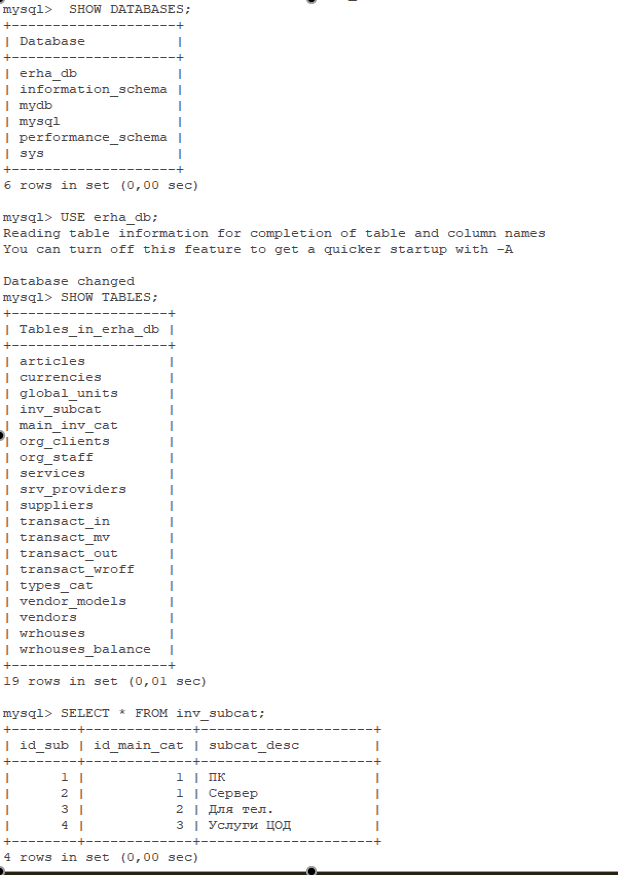 mysql>  SHOW DATABASES;
+--------------------+
| Database           |
+--------------------+
| erha_db            |
| information_schema |
| mydb               |
| mysql              |
| performance_schema |
| sys                |
+--------------------+
6 rows in set (0,00 sec)

mysql> USE erha_db;
Reading table information for completion of table and column names
You can turn off this feature to get a quicker startup with -A

Database changed
mysql> SHOW TABLES;
+-------------------+
| Tables_in_erha_db |
+-------------------+
| articles          |
| currencies        |
| global_units      |
| inv_subcat        |
| main_inv_cat      |
| org_clients       |
| org_staff         |
| services          |
| srv_providers     |
| suppliers         |
| transact_in       |
| transact_mv       |
| transact_out      |
| transact_wroff    |
| types_cat         |
| vendor_models     |
| vendors           |
| wrhouses          |
| wrhouses_balance  |
+-------------------+
19 rows in set (0,01 sec)

mysql> SELECT * FROM inv_subcat;
+--------+-------------+---------------------+
| id_sub | id_main_cat | subcat_desc         |
+--------+-------------+---------------------+
|      1 |           1 | ПК                  |
|      2 |           1 | Сервер              |
|      3 |           2 | Для тел.            |
|      4 |           3 | Услуги ЦОД          |
+--------+-------------+---------------------+
4 rows in set (0,00 sec)